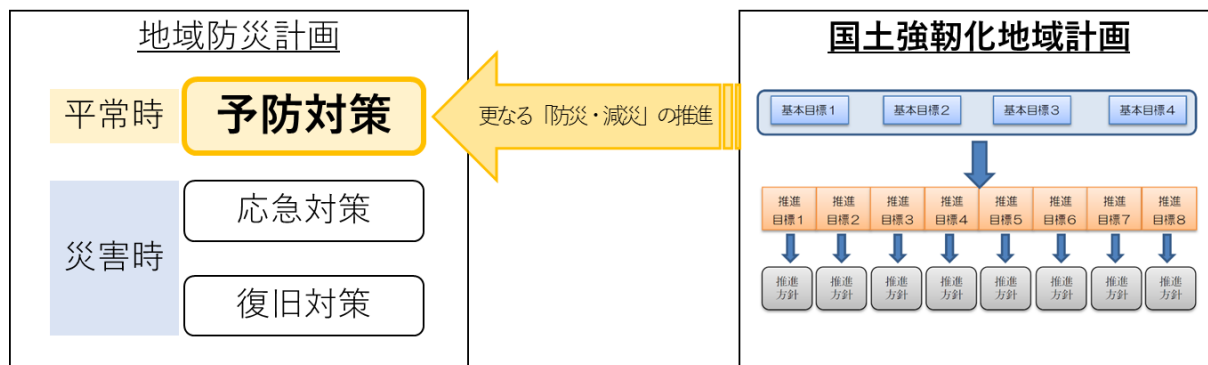 地域防災計画
平常時
予防対策
災害時
応急対策
復旧対策
更なる「防災・減災」の推進
国土強靭化地域計画
基本目標1
基本目標2
基本目標3
基本目標4
推進
目標1
推進
目標2
推進
目標3
推進
目標4
推進
目標5
推進
目標6
推進
目標7
推進
目標8
推進
方針
推進
方針
推進
方針
推進
方針
推進
方針
推進
方針
推進
方針
推進
方針